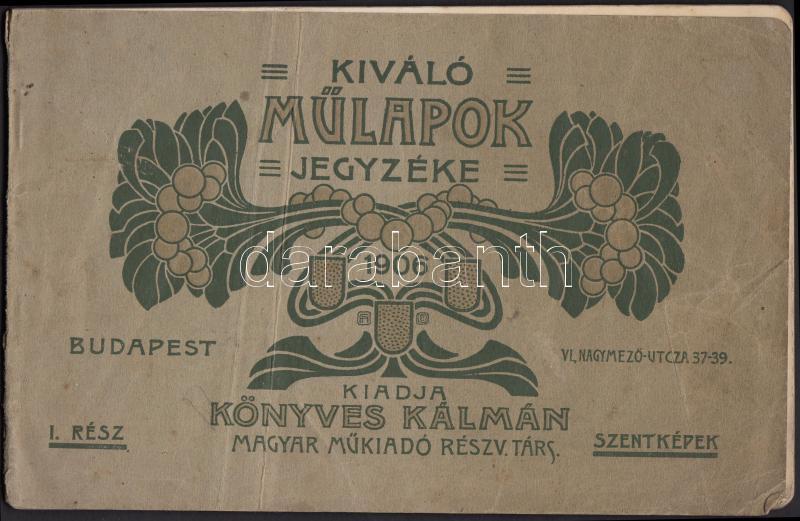 KIVÁLÓ
MŰLAPOK
JEGYZÉKE
darabanth
1906
A O
BUDAPEST
VI, NAGYMEZŐ-UTCZA 37-39.
KIADJA
KÖNYVES KÁLMÁN
MAGYAR MŰKIADÓ RÉSZV. TÁRS.
I. RÉSZ
SZENTKÉPEK